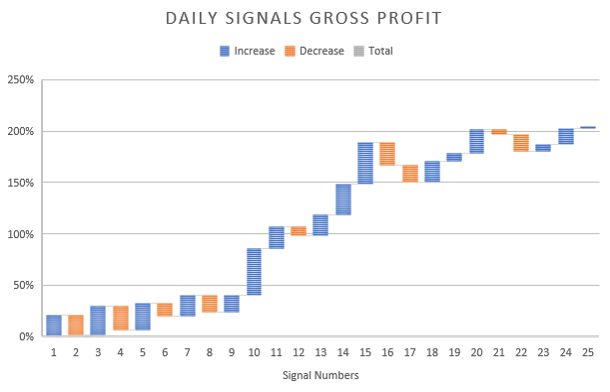 DAILY SIGNALS GROSS PROFIT
Increase Decrease Total
250%
200%
150%
100%
50%
0%
1 2 3 4 5 6 7 8 9 10 11 12 13 14 15 16 17 18 19 20 21 22 23 24 25
Signal Numbers